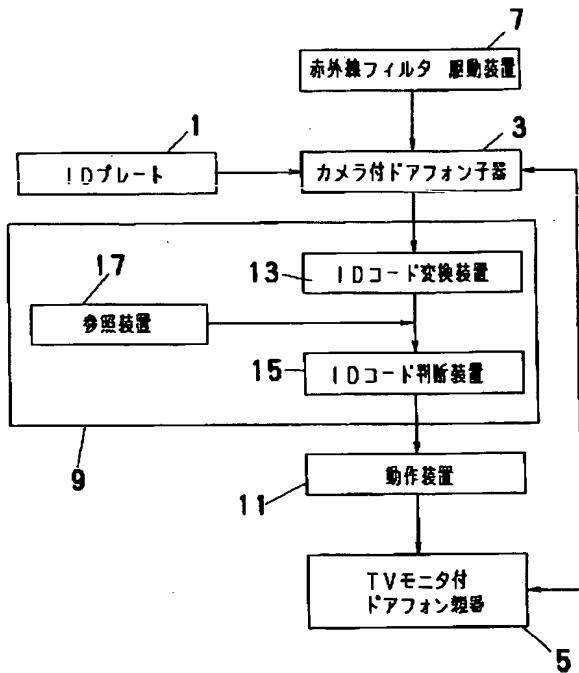 7
赤外線フィルタ 駆動装置
1
3
IDプレート
カメラ付ドアフォン子器
17
13
IDコード変換装置
参照装置
15
IDコード判断装置
9
動作装置
11
TVモニタ付
ドアフォン親器
5